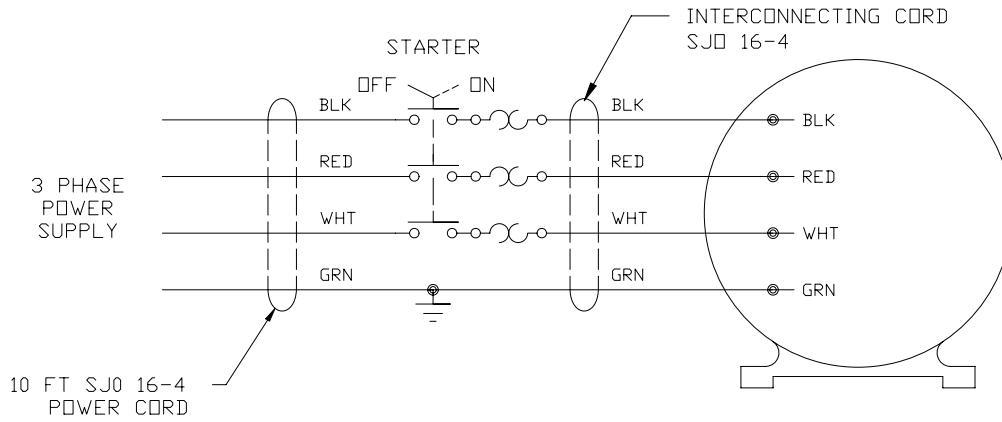 INTERCONNECTING CORD
SJO 16-4
STARTER
OFF ON
BLK BLK BLK
RED RED RED
3 PHASE
POWER
SUPPLY
WHT WHT WHT
GRN GRN GRN
10 FT SJO 16-4
POWER CORD